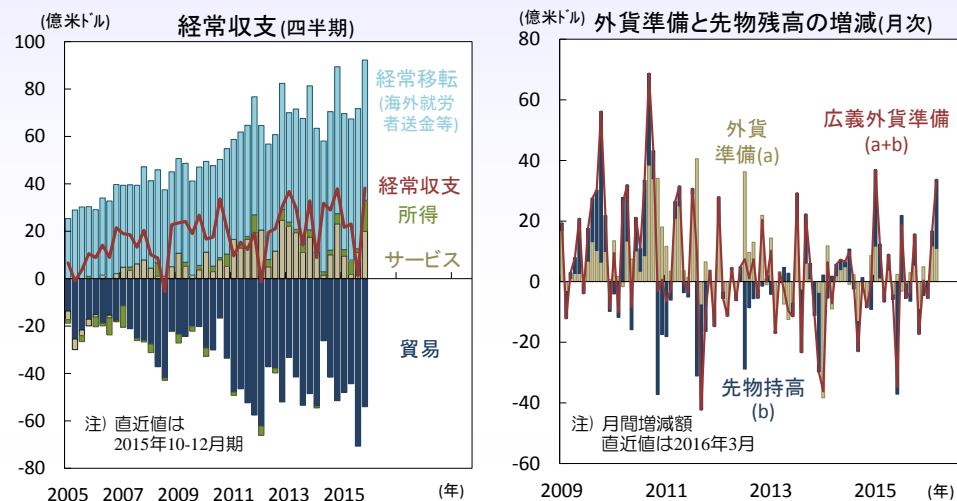 (億米ドル)
経常収支(四半期)
100
80
60
40
20
0
-20
-40
-60
-80
経常移転
(海外就労
者送金等)
経常収支
所得
サービス
貿易
注) 直近値は
2015年10-12月期
2005 2007 2009 2011 2013 2015 (年)
(億米ドル)
外貨準備と先物残高の増減(月次)
80
60
40
20
0
-20
-40
-60
外貨
準備(a)
広義外貨準備
(a+b)
先物持高
(b)
注) 月間増減額
直近値は2016年3月
2009 2011 2013 2015 (年)